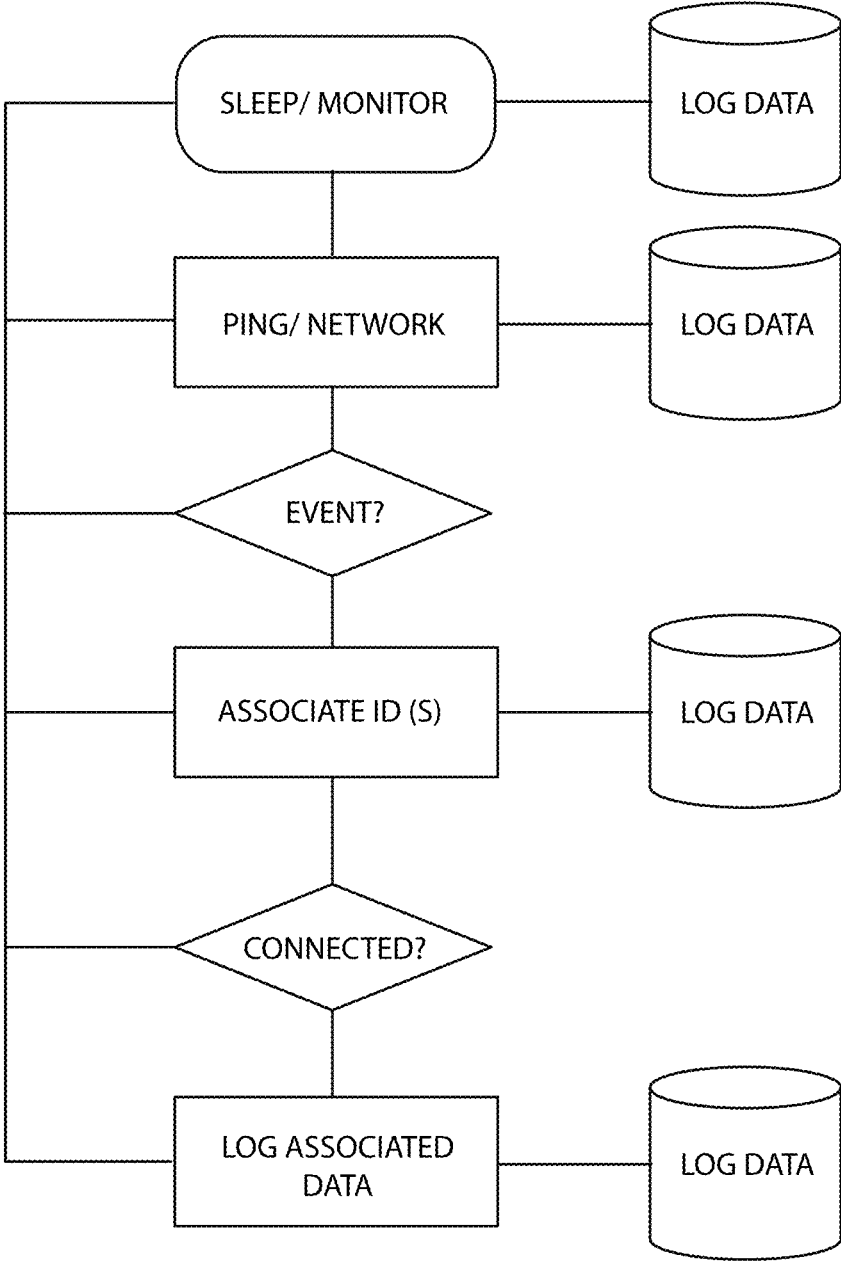 SLEEP/ MONITOR
LOG DATA
PING/ NETWORK
LOG DATA
EVENT?
ASSOCIATE ID (S)
LOG DATA
CONNECTED?
LOG ASSOCIATED
DATA
LOG DATA